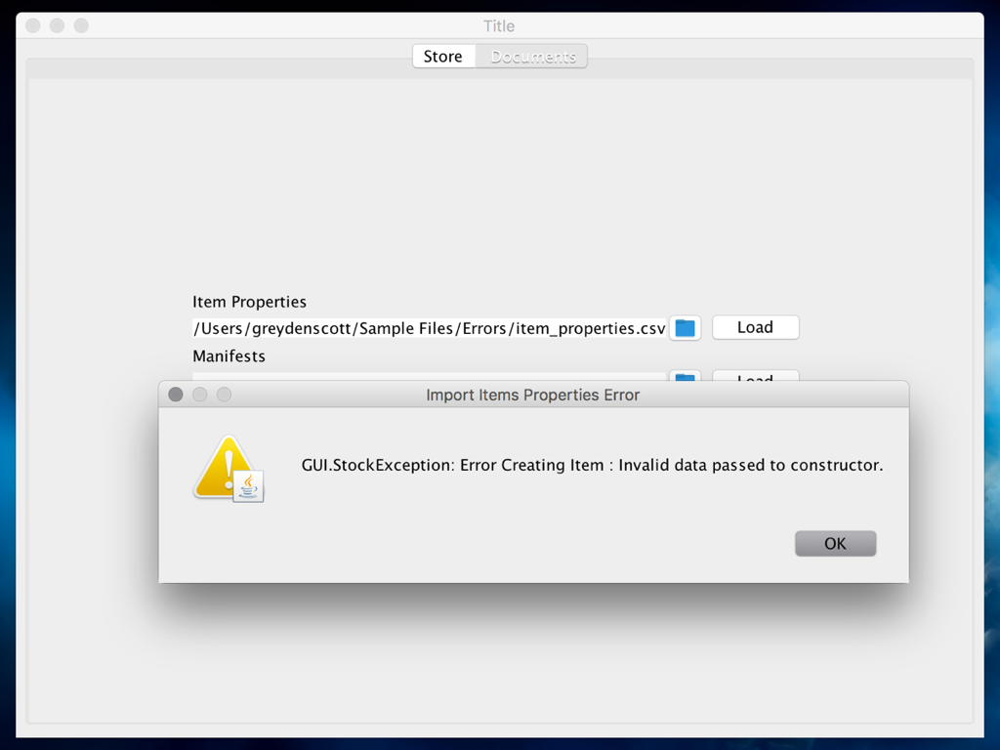 Title
Store Documents
Item Properties
/Users/greydenscott/Sample Files/Errors/item_properties.csv Load
Manifests
Load
Import Items Properties Error
GUI.StockException: Error Creating Item : Invalid data passed to constructor.
OK